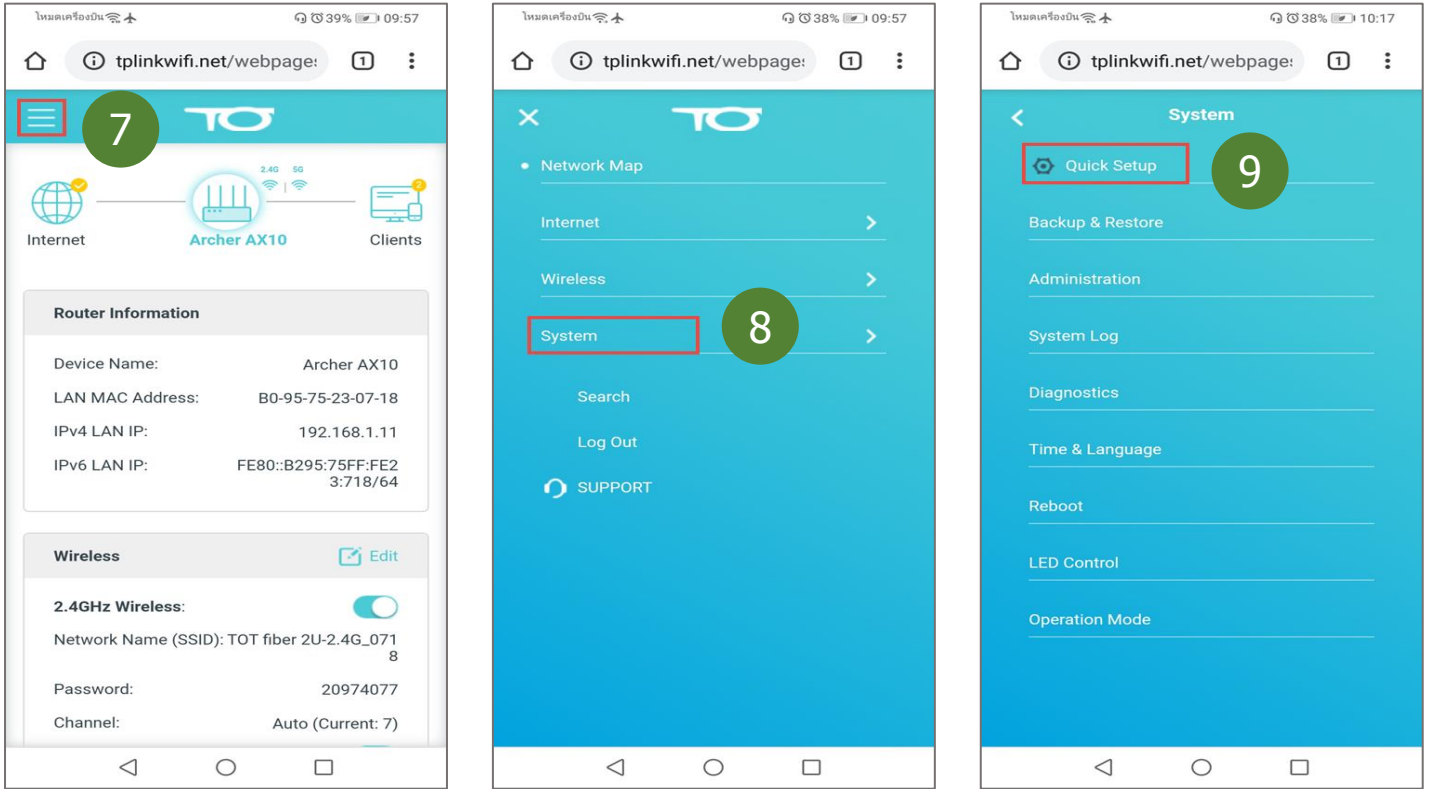 โหมดเครื่องบิน 39% 09:57
tplinkwifi.net/webpage: 1
7
TOT
2.4G 5G
2
Internet Archer AX10 Clients
Router Information
Device Name: Archer AX10
LAN MAC Address: B0-95-75-23-07-18
IPv4 LAN IP: 192.168.1.11
IPv6 LAN IP: FE80::B295:75FF:FE2
3:718/64
Wireless Edit
2.4GHz Wireless:
Network Name (SSID): TOT fiber 2U-2.4G_071
8
Password: 20974077
Channel: Auto (Current: 7)
โหมดเครื่องบิน 38% 09:57
tplinkwifi.net/webpage: 1
TOT
Network Map
Internet
Wireless
System
8
Search
Log Out
SUPPORT
โหมดเครื่องบิน 38% 10:17
tplinkwifi.net/webpage: 1
System
Quick Setup
9
Backup & Restore
Administration
System Log
Diagnostics
Time & Language
Reboot
LED Control
Operation Mode